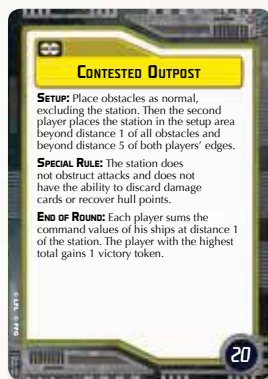 CONTESTED OUTPOST
SETUP: Place obstacles as normal,
excluding the station. Then the second
player places the station in the setup area
beyond distance 1 of all obstacles and
beyond distance 5 of both players' edges.
SPECIAL RULE: The station does
not obstruct attacks and does not
have the ability to discard damage
cards or recover hull points.
END OF ROUND: Each player sums the
command values of his ships at distance 1
of the station. The player with the highest
total gains 1 victory token.
© LFL © FFG
20